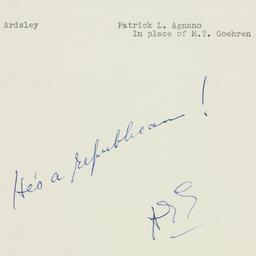 Ardsley Patrick L. Agnano
In place of M.T. Goehren
He's a republican!